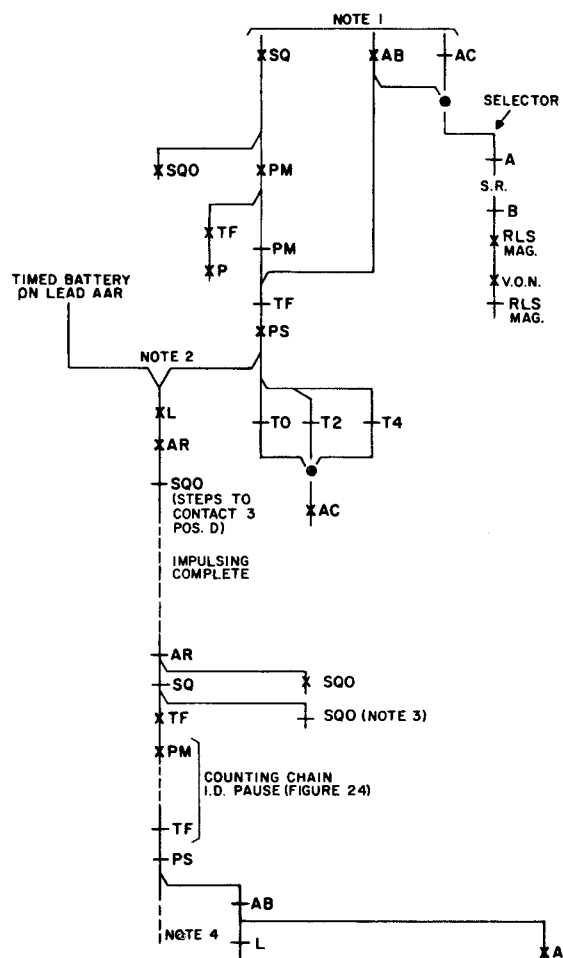 NOTE 1
SQ
AB
AC
SELECTOR
A
S.R.
B
RLS
MAG.
V.O.N.
RLS
MAG.
SQO
PM
TF
P
PM
TF
PS
TIMED BATTERY
ON LEAD AAR
NOTE 2
L
AR
SQO
(STEPS TO
CONTACT 3
POS. D)
T0
T2
T4
AC
IMPULSING
COMPLETE
AR
SQO
SQ
SQO (NOTE 3)
TF
PM
COUNTING CHAIN
I.D. PAUSE (FIGURE 24)
TF
PS
AB
NOTE 4
L
A